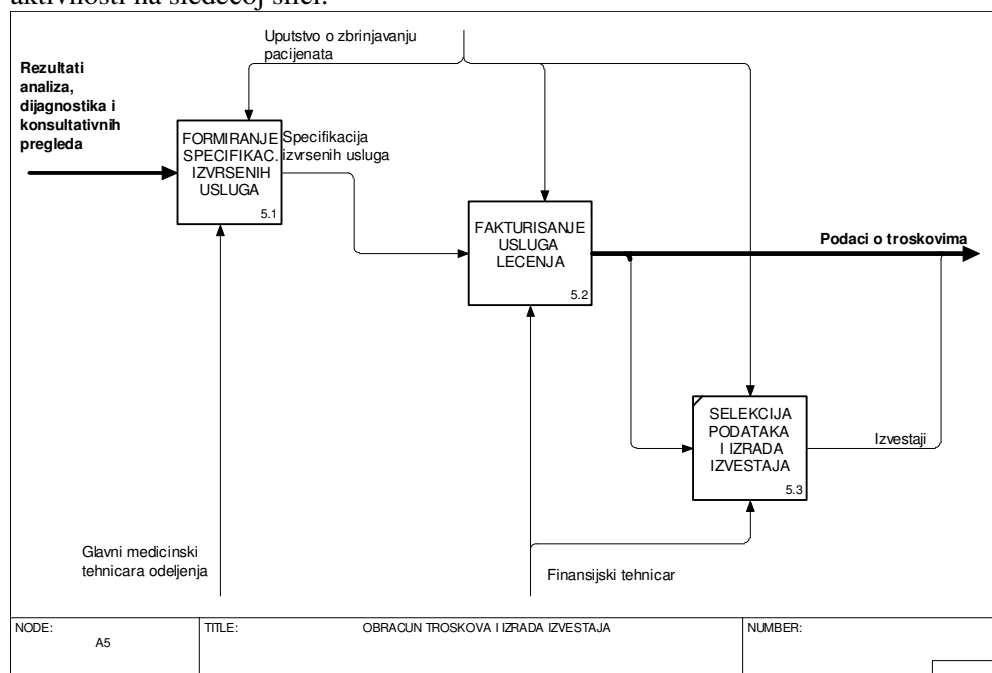 aktivnosti na sledećoj slici.
Uputstvo o zbrinjavanju
pacijenata
Rezultati
analiza,
dijagnostika i
konsultativnih
pregleda
FORMIRANJE
SPECIFIKAC.
IZVRSENIH
USLUGA
5.1
Specifikacija
izvrsenih usluga
FAKTURISANJE
USLUGA
LECENJA
5.2
Podaci o troskovima
SELEKCIJA
PODATAKA
I IZRADA
IZVESTAJA
5.3
Izvestaji
Glavni medicinski
tehnicara odeljenja
Finansijski tehnicar
NODE:
A5
TITLE:
OBRACUN TROSKOVA I IZRADA IZVESTAJA
NUMBER: